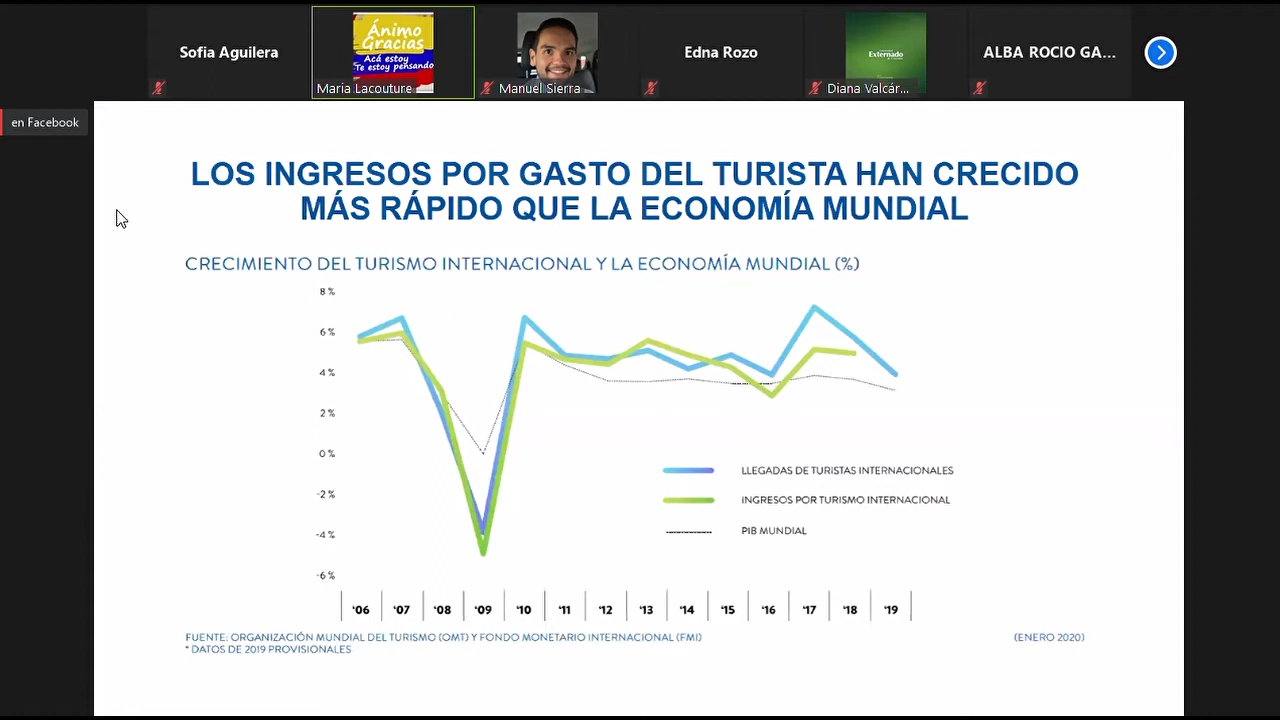 Sofia Aguilera
Ánimo
Gracias
Acá estoy
Te estoy pensando
Maria Lacouture
Manuel Sierra
Edna Rozo
Externado
Diana Valcár...
ALBA ROCIO GA...
en Facebook
LOS INGRESOS POR GASTO DEL TURISTA HAN CRECIDO
MÁS RÁPIDO QUE LA ECONOMÍA MUNDIAL
CRECIMIENTO DEL TURISMO INTERNACIONAL Y LA ECONOMÍA MUNDIAL (%)
8 %
6 %
4 %
2 %
0 %
-2 %
-4 %
-6 %
LLEGADAS DE TURISTAS INTERNACIONALES
INGRESOS POR TURISMO INTERNACIONAL
PIB MUNDIAL
‘06 ‘07 ‘08 ‘09 ‘10 ‘11 ‘12 ‘13 ‘14 ‘15 ‘16 ‘17 ‘18 ‘19
FUENTE: ORGANIZACIÓN MUNDIAL DEL TURISMO (OMT) Y FONDO MONETARIO INTERNACIONAL (FMI) (ENERO 2020)
* DATOS DE 2019 PROVISIONALES